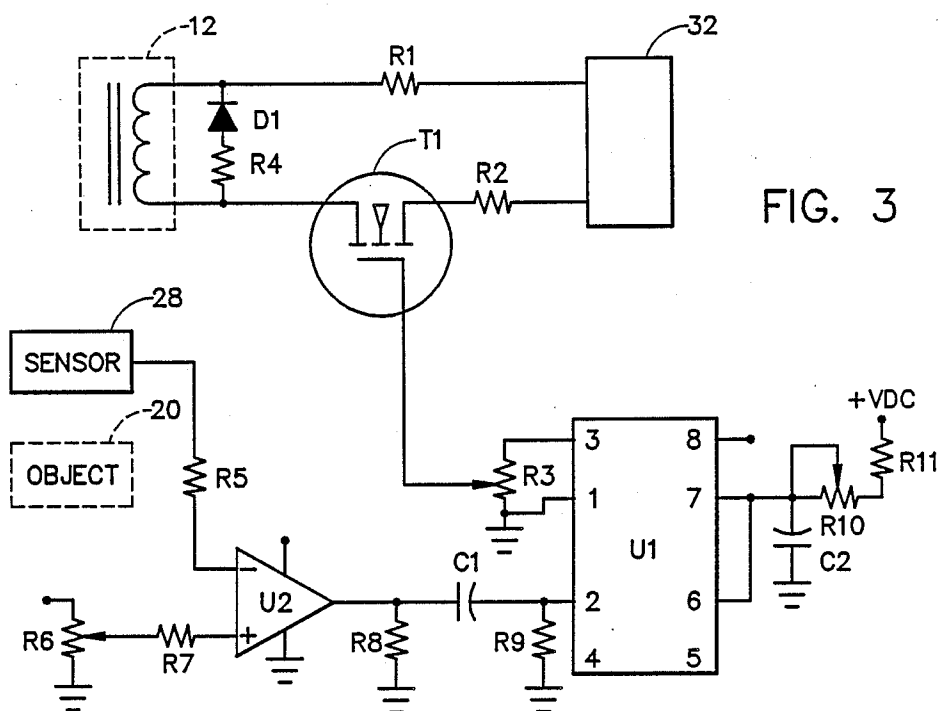 12
32
R1
D1
R4
T1
R2
FIG. 3
28
SENSOR
20
OBJECT
+VDC
R5
R3
3
8
R11
1
7
R10
U1
C2
C1
U2
2
6
R6
R7
R8
R9
4
5